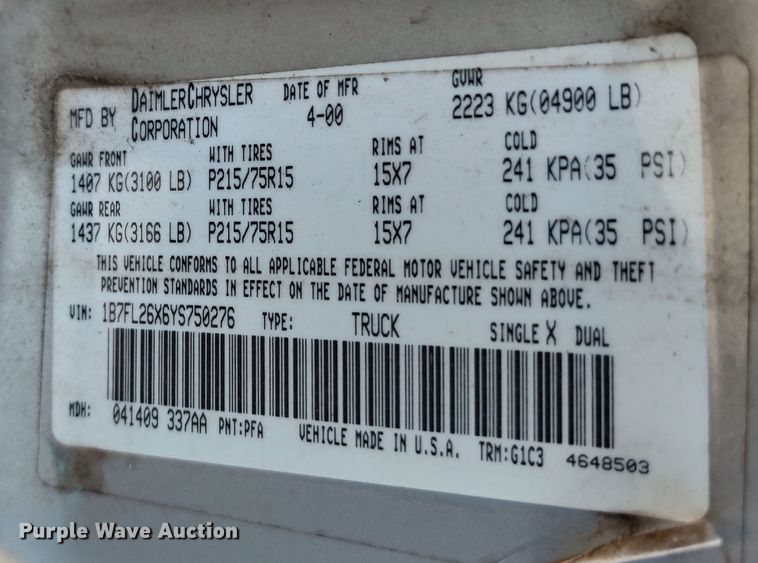 MFD BY DAIMLERCHRYSLER CORPORATION DATE OF MFR 4-00 GVWR 2223 KG(04900 LB)
GAWR FRONT WITH TIRES RIMS AT COLD
1407 KG(3100 LB) P215/75R15 15X7 241 KPA(35 PSI)
GAWR REAR WITH TIRES RIMS AT COLD
1437 KG(3166 LB) P215/75R15 15X7 241 KPA(35 PSI)
THIS VEHICLE CONFORMS TO ALL APPLICABLE FEDERAL MOTOR VEHICLE SAFETY AND THEFT
PREVENTION STANDARDS IN EFFECT ON THE DATE OF MANUFACTURE SHOWN ABOVE.
VIN: 1B7FL26X6YS750276 TYPE: TRUCK SINGLE X DUAL
MDH: 041409 337AA PNT:PFA VEHICLE MADE IN U.S.A. TRM:G1C3 4648503
Purple Wave Auction